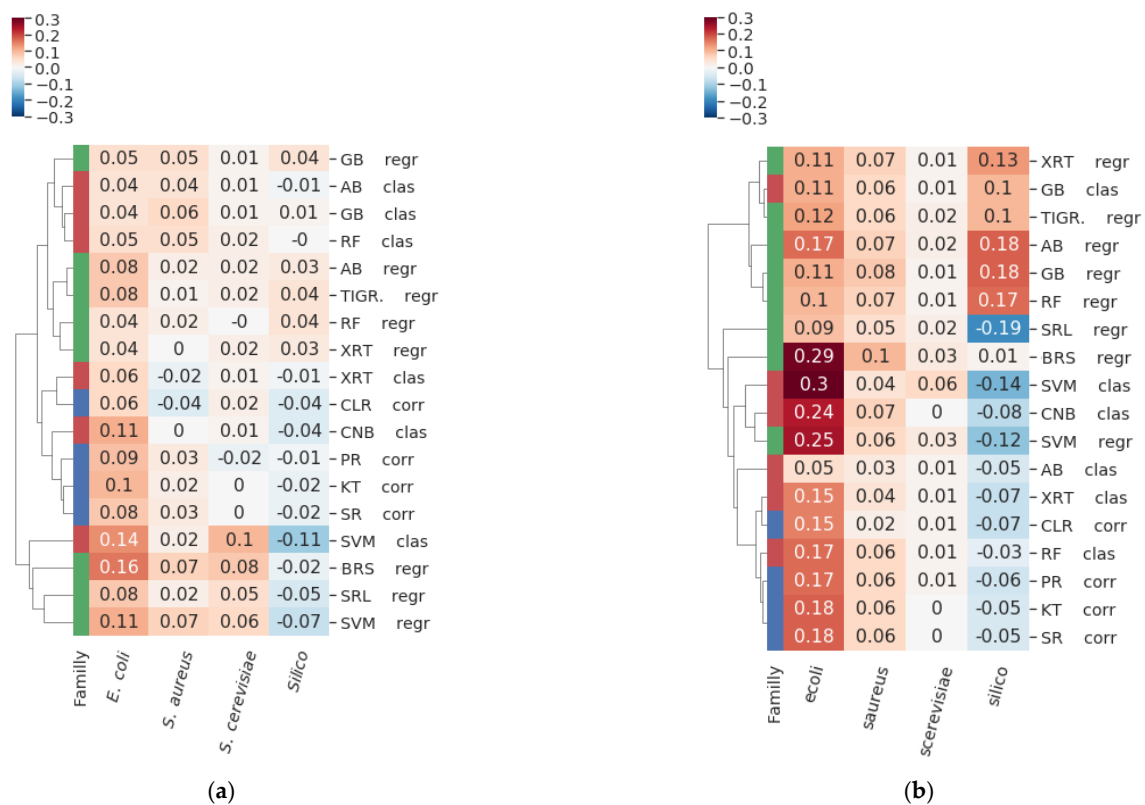 0.3
0.2
0.1
0.0
−0.1
−0.2
−0.3
0.05 0.05 0.01 0.04 GB regr
0.04 0.04 0.01 -0.01 AB clas
0.04 0.06 0.01 0.01 GB clas
0.05 0.05 0.02 -0 RF clas
0.08 0.02 0.02 0.03 AB regr
0.08 0.01 0.02 0.04 TIGR. regr
0.04 0.02 -0 0.04 RF regr
0.04 0 0.02 0.03 XRT regr
0.06 -0.02 0.01 -0.01 XRT clas
0.06 -0.04 0.02 -0.04 CLR corr
0.11 0 0.01 -0.04 CNB clas
0.09 0.03 -0.02 -0.01 PR corr
0.1 0.02 0 -0.02 KT corr
0.08 0.03 0 -0.02 SR corr
0.14 0.02 0.1 -0.11 SVM clas
0.16 0.07 0.08 -0.02 BRS regr
0.08 0.02 0.05 -0.05 SRL regr
0.11 0.07 0.06 -0.07 SVM regr
Familly
E. coli
S. aureus
S. cerevisiae
Silico
(a)
0.3
0.2
0.1
0.0
−0.1
−0.2
−0.3
0.11 0.07 0.01 0.13 XRT regr
0.11 0.06 0.01 0.1 GB clas
0.12 0.06 0.02 0.1 TIGR. regr
0.17 0.07 0.02 0.18 AB regr
0.11 0.08 0.01 0.18 GB regr
0.1 0.07 0.01 0.17 RF regr
0.09 0.05 0.02 -0.19 SRL regr
0.29 0.1 0.03 0.01 BRS regr
0.3 0.04 0.06 -0.14 SVM clas
0.24 0.07 0 -0.08 CNB clas
0.25 0.06 0.03 -0.12 SVM regr
0.05 0.03 0.01 -0.05 AB clas
0.15 0.04 0.01 -0.07 XRT clas
0.15 0.02 0.01 -0.07 CLR corr
0.17 0.06 0.01 -0.03 RF clas
0.17 0.06 0.01 -0.06 PR corr
0.18 0.06 0 -0.05 KT corr
0.18 0.06 0 -0.05 SR corr
Familly
ecoli
saureus
scerevisiae
silico
(b)